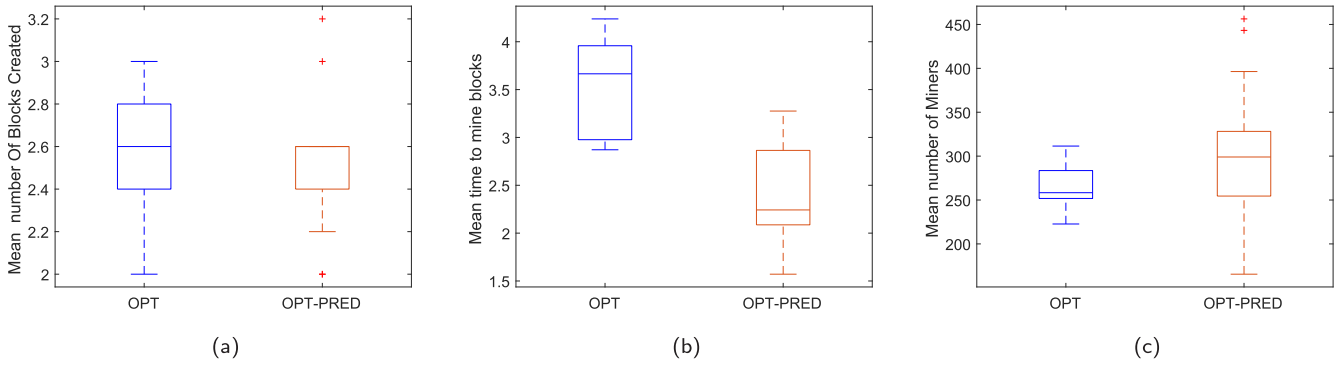 Mean number Of Blocks Created
3.2
3
2.8
2.6
2.4
2.2
2
OPT
OPT-PRED
(a)
Mean time to mine blocks
4
3.5
3
2.5
2
1.5
OPT
OPT-PRED
(b)
Mean number of Miners
450
400
350
300
250
200
OPT
OPT-PRED
(c)